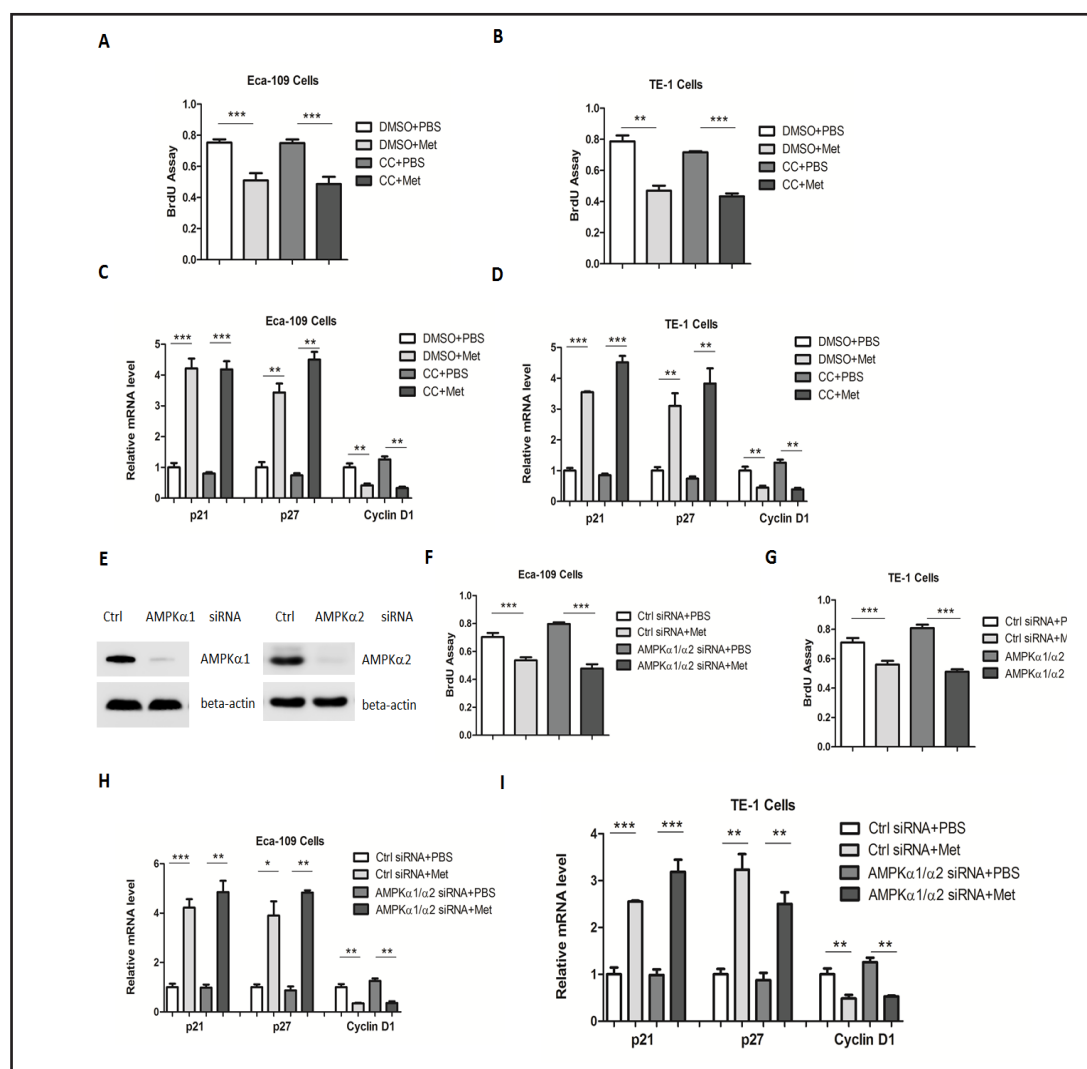 A
Eca-109 Cells
BrdU Assay
1.0
0.8
0.6
0.4
0.2
0.0
***
***
DMSO+PBS
DMSO+Met
CC+PBS
CC+Met
B
TE-1 Cells
BrdU Assay
1.0
0.8
0.6
0.4
0.2
0.0
**
***
DMSO+PBS
DMSO+Met
CC+PBS
CC+Met
C
Eca-109 Cells
Relative mRNA level
5
4
3
2
1
0
***
***
**
**
**
**
p21
p27
Cyclin D1
DMSO+PBS
DMSO+Met
CC+PBS
CC+Met
D
TE-1 Cells
Relative mRNA level
5
4
3
2
1
0
***
**
**
**
**
**
p21
p27
Cyclin D1
DMSO+PBS
DMSO+Met
CC+PBS
CC+Met
E
Ctrl AMPKα1 siRNA
AMPKα1
beta-actin
Ctrl AMPKα2 siRNA
AMPKα2
beta-actin
F
Eca-109 Cells
BrdU Assay
1.0
0.8
0.6
0.4
0.2
0.0
***
***
Ctrl siRNA+PBS
Ctrl siRNA+Met
AMPKα1/α2 siRNA+PBS
AMPKα1/α2 siRNA+Met
G
TE-1 Cells
BrdU Assay
1.0
0.8
0.6
0.4
0.2
0.0
***
***
Ctrl siRNA+P
Ctrl siRNA+M
AMPKα1/α2
AMPKα1/α2
H
Eca-109 Cells
Relative mRNA level
6
4
2
0
***
**
*
**
**
**
p21
p27
Cyclin D1
Ctrl siRNA+PBS
Ctrl siRNA+Met
AMPKα1/α2 siRNA+PBS
AMPKα1/α2 siRNA+Met
I
TE-1 Cells
Relative mRNA level
4
3
2
1
0
***
***
**
**
**
**
p21
p27
Cyclin D1
Ctrl siRNA+PBS
Ctrl siRNA+Met
AMPKα1/α2 siRNA+PBS
AMPKα1/α2 siRNA+Met